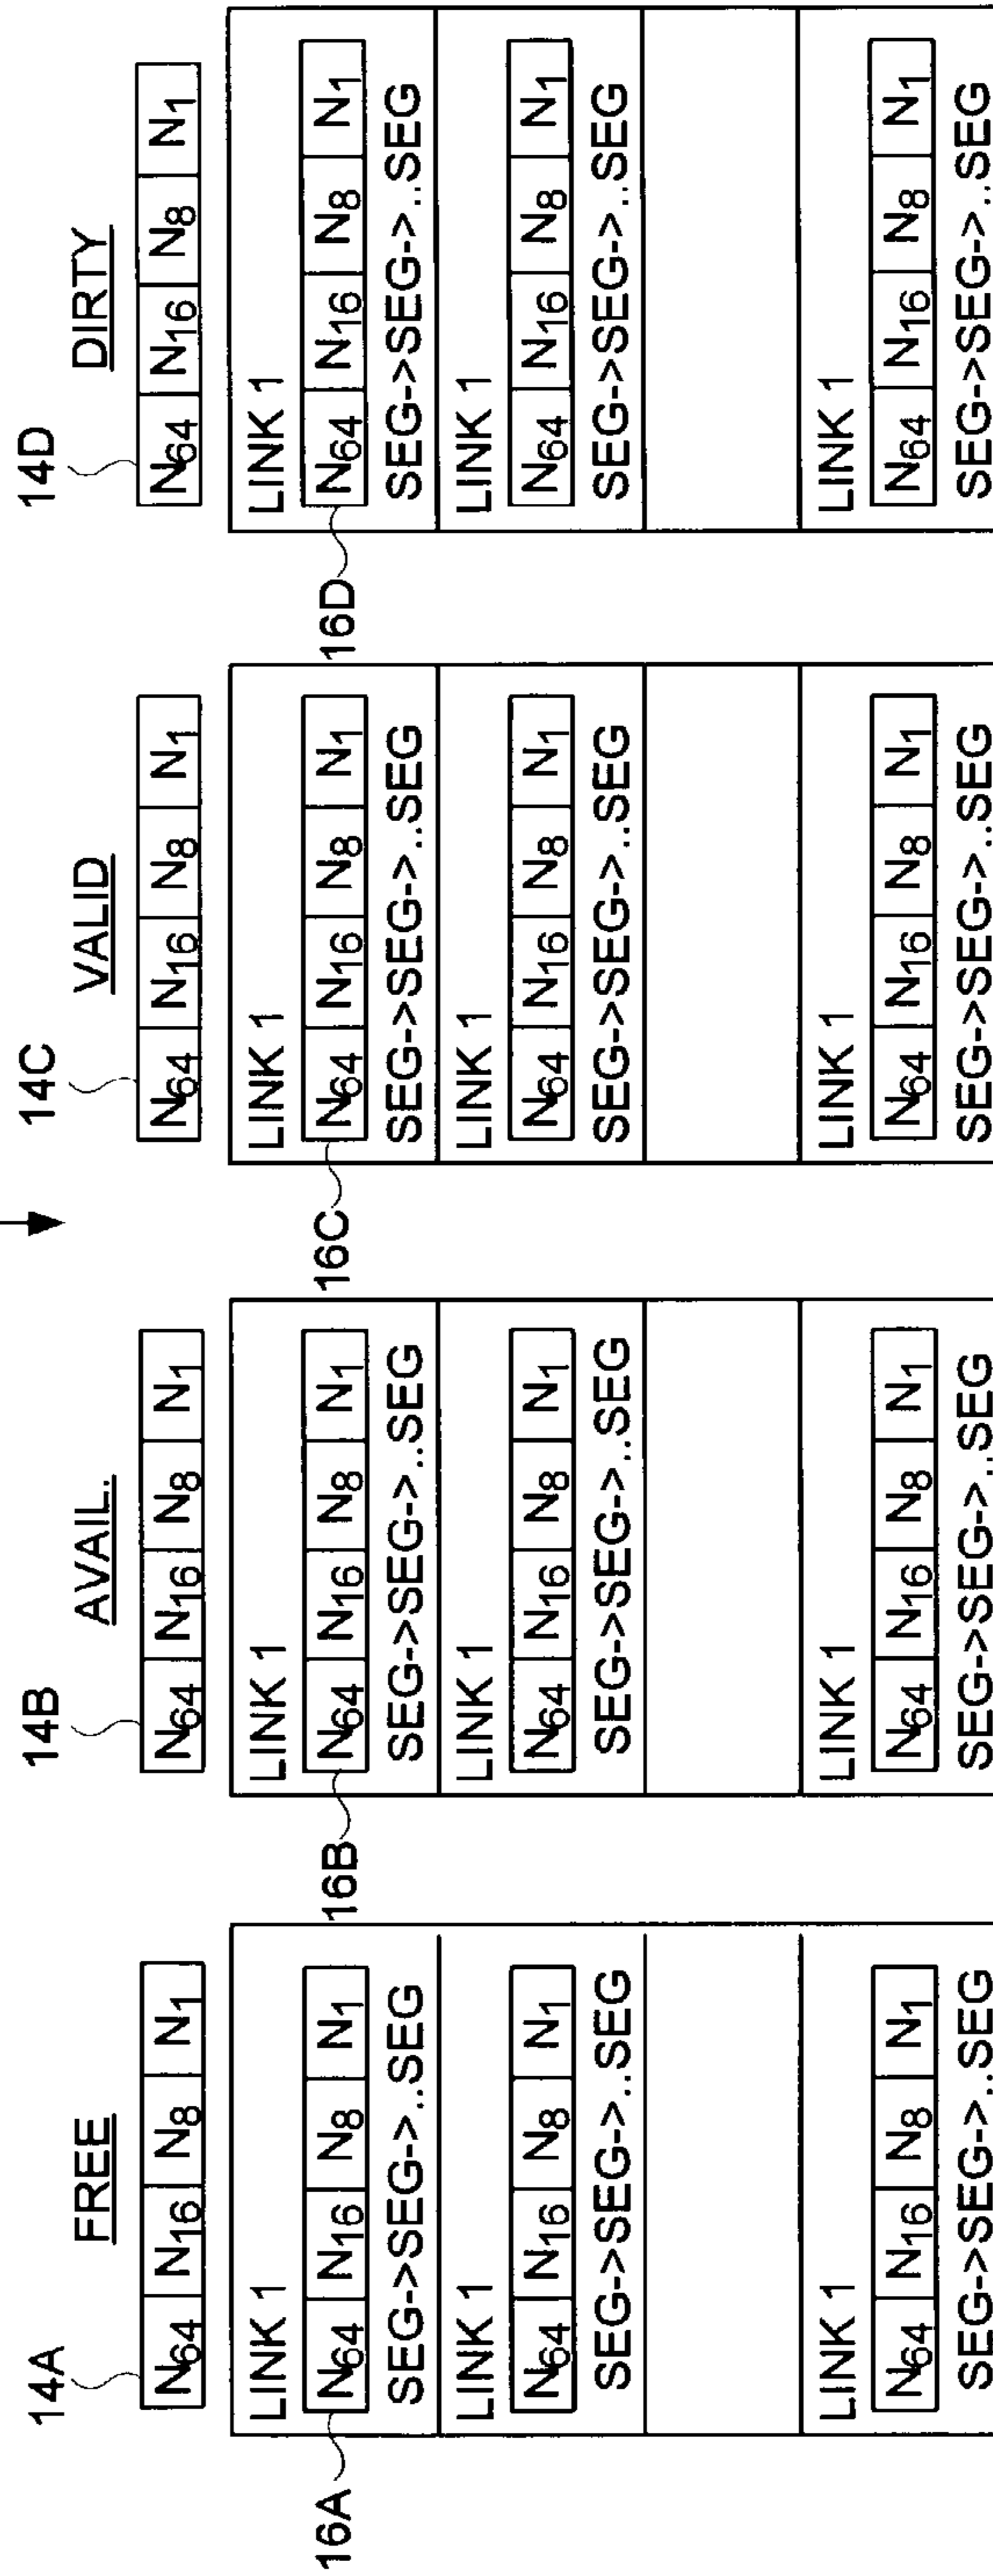 14A FREE
N64 N16 N8 N1
LINK 1
16A N64 N16 N8 N1
SEG->SEG->..SEG
LINK 1
N64 N16 N8 N1
SEG->SEG->..SEG
LINK 1
N64 N16 N8 N1
SEG->SEG->..SEG
14B AVAIL.
N64 N16 N8 N1
LINK 1
16B N64 N16 N8 N1
SEG->SEG->..SEG
LINK 1
N64 N16 N8 N1
SEG->SEG->..SEG
LINK 1
N64 N16 N8 N1
SEG->SEG->..SEG
14C VALID
N64 N16 N8 N1
LINK 1
16C N64 N16 N8 N1
SEG->SEG->..SEG
LINK 1
N64 N16 N8 N1
SEG->SEG->..SEG
LINK 1
N64 N16 N8 N1
SEG->SEG->..SEG
14D DIRTY
N64 N16 N8 N1
LINK 1
16D N64 N16 N8 N1
SEG->SEG->..SEG
LINK 1
N64 N16 N8 N1
SEG->SEG->..SEG
LINK 1
N64 N16 N8 N1
SEG->SEG->..SEG